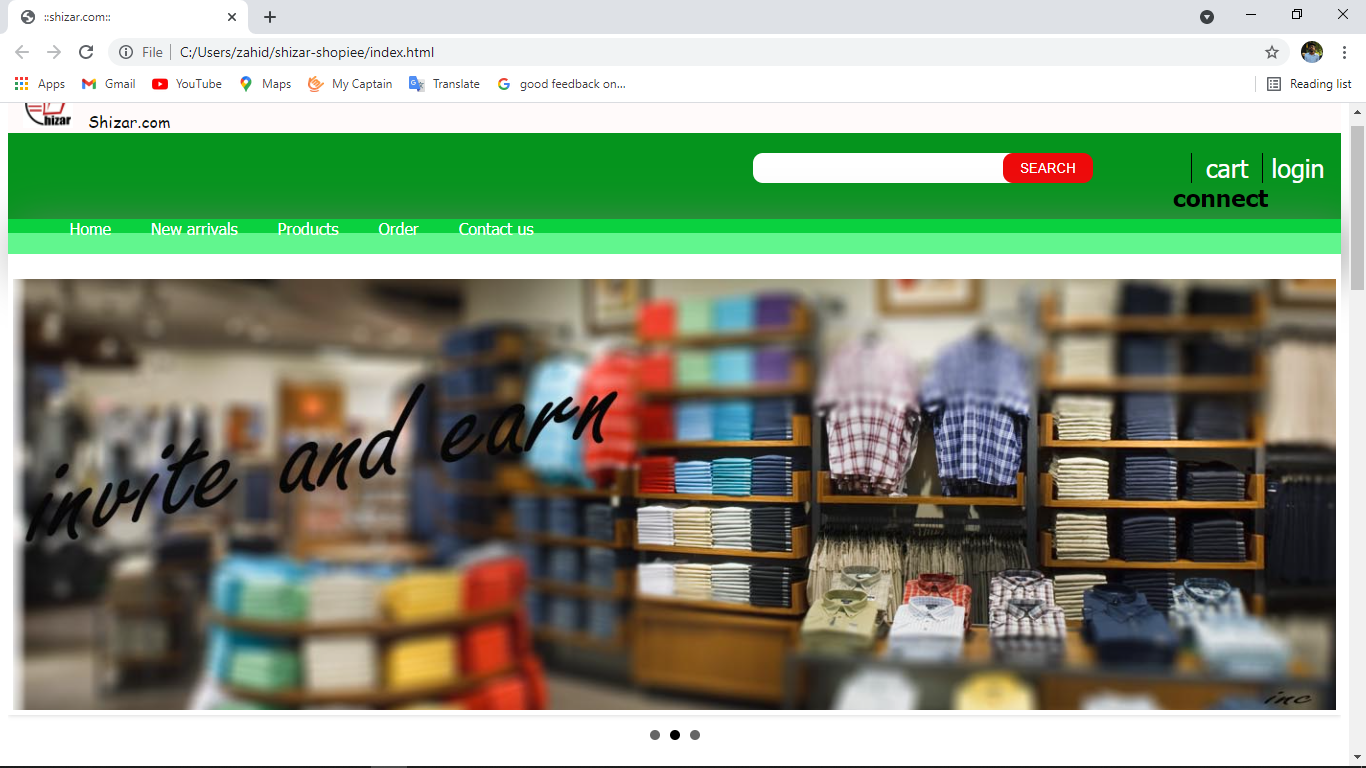 ::shizar.com::
File C:/Users/zahid/shizar-shopiee/index.html
Apps Gmail YouTube Maps My Captain Translate good feedback on... Reading list
hizar Shizar.com
SEARCH cart login
connect
Home New arrivals Products Order Contact us
invite and earn
inc